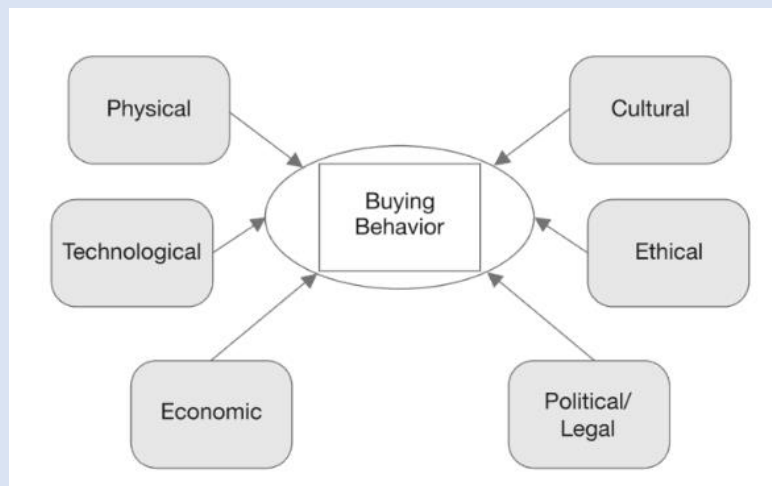 Physical
Cultural
Buying
Behavior
Technological
Ethical
Economic
Political/
Legal